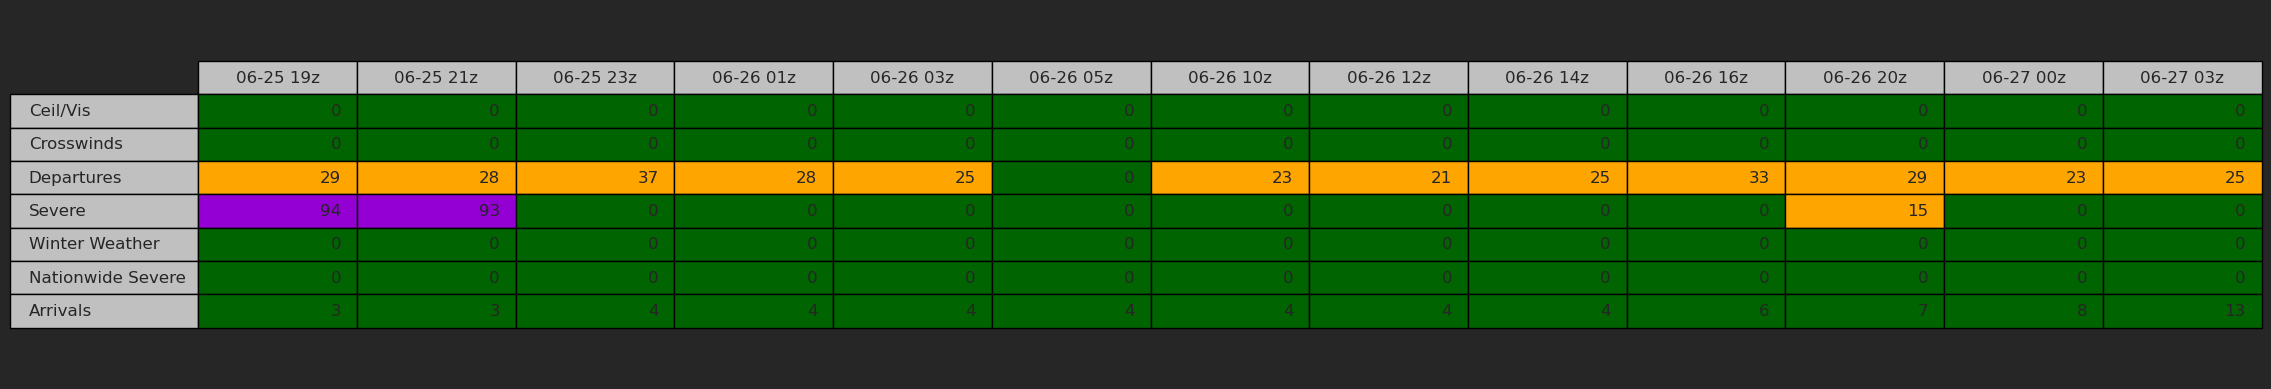 06-25 19z 06-25 21z 06-25 23z 06-26 01z 06-26 03z 06-26 05z 06-26 10z 06-26 12z 06-26 14z 06-26 16z 06-26 20z 06-27 00z 06-27 03z
Ceil/Vis 0 0 0 0 0 0 0 0 0 0 0 0 0
Crosswinds 0 0 0 0 0 0 0 0 0 0 0 0 0
Departures 29 28 37 28 25 0 23 21 25 33 29 23 25
Severe 94 93 0 0 0 0 0 0 0 0 15 0 0
Winter Weather 0 0 0 0 0 0 0 0 0 0 0 0 0
Nationwide Severe 0 0 0 0 0 0 0 0 0 0 0 0 0
Arrivals 3 3 4 4 4 4 4 4 4 6 7 8 13